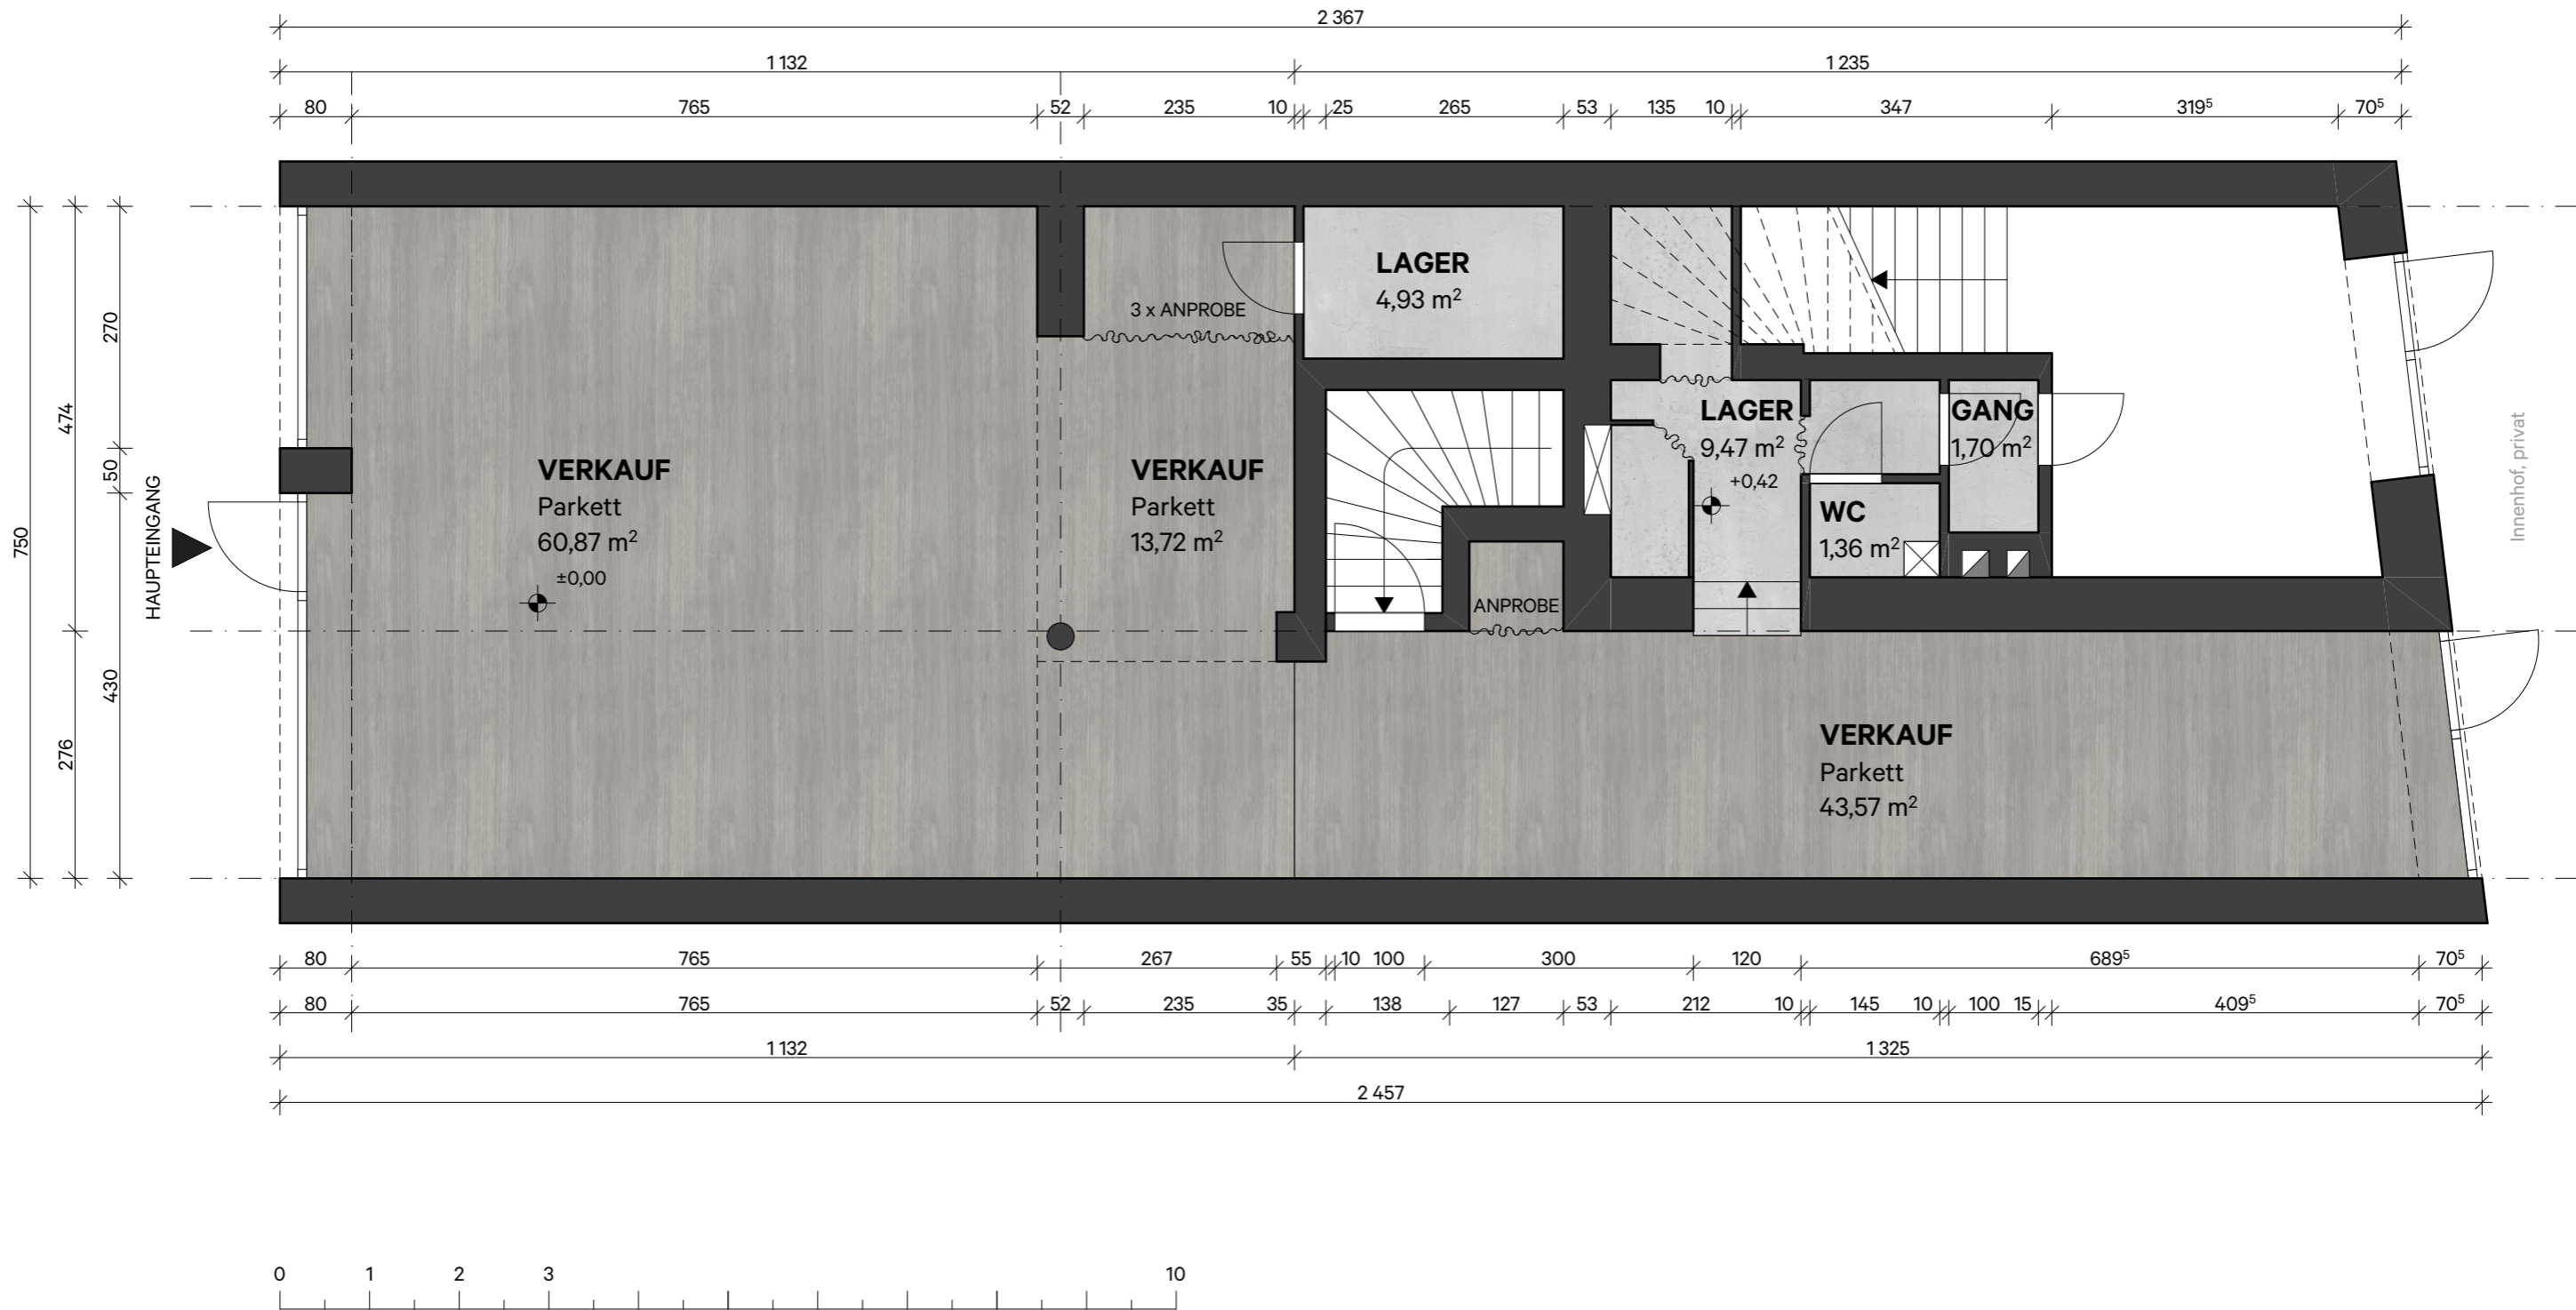 2 367
1 132
1 235
80
765
52
235
10
25
265
53
135
10
347
319⁵
70⁵
LAGER
4,93 m²
3 x ANPROBE
270
474
50
750
430
276
HAUPTEINGANG
VERKAUF
Parkett
60,87 m²
±0,00
VERKAUF
Parkett
13,72 m²
LAGER
9,47 m²
+0,42
GANG
1,70 m²
WC
1,36 m²
ANPROBE
Innenhof, privat
VERKAUF
Parkett
43,57 m²
80
765
267
55
10
100
300
120
689⁵
70⁵
80
765
52
235
35
138
127
53
212
10
145
10
100
15
409⁵
70⁵
1 132
1 325
2 457
0
1
2
3
10